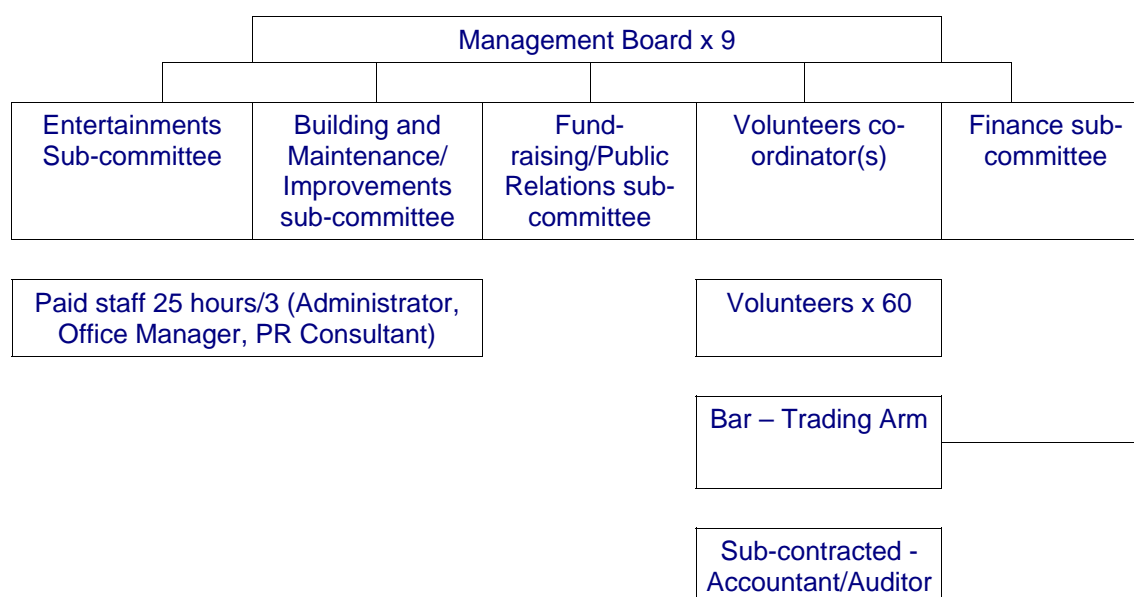 Management Board x 9
Entertainments
Sub-committee
Building and
Maintenance/
Improvements
sub-committee
Fund-
raising/Public
Relations sub-
committee
Volunteers co-
ordinator(s)
Finance sub-
committee
Paid staff 25 hours/3 (Administrator,
Office Manager, PR Consultant)
Volunteers x 60
Bar – Trading Arm
Sub-contracted -
Accountant/Auditor